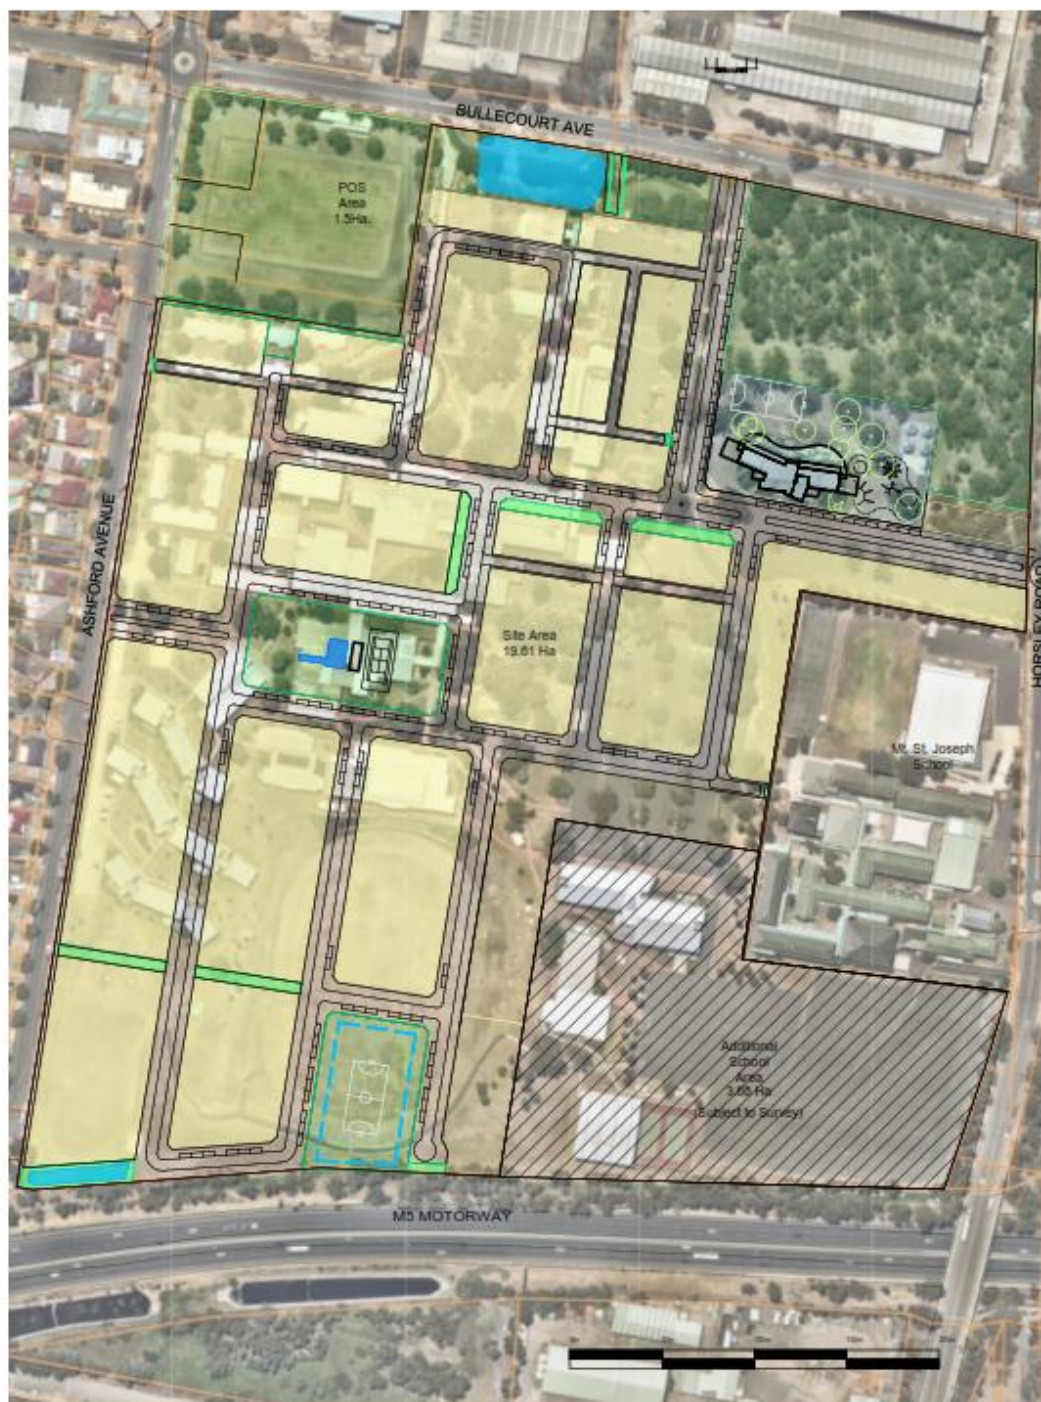 BULLECOURT AVE
POS
Area
1.5Ha.
ASHFORD AVENUE
Site Area
19.61 Ha
HORSLEY ROAD
Mt. St. Joseph
School
Additional
School
Area
(Subject to Survey)
M5 MOTORWAY